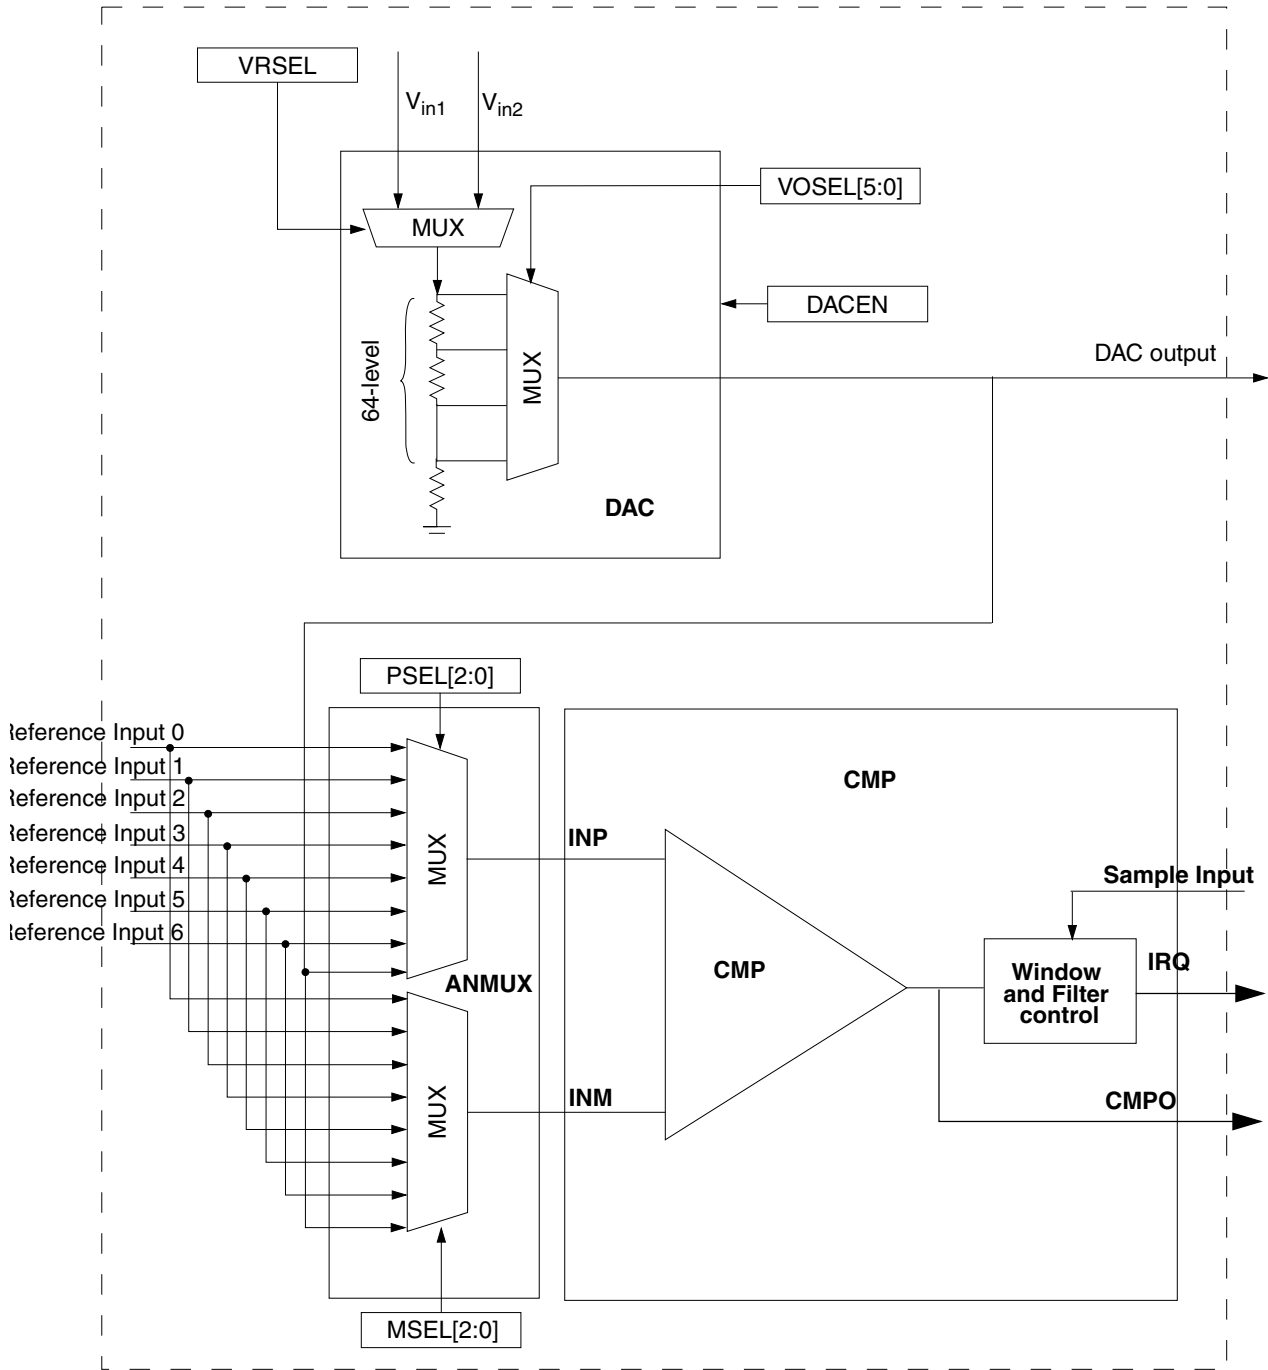 VRSEL
Vin1
Vin2
VOSEL[5:0]
MUX
DACEN
64-level
MUX
DAC output
DAC
PSEL[2:0]
Reference Input 0
Reference Input 1
Reference Input 2
Reference Input 3
Reference Input 4
Reference Input 5
Reference Input 6
MUX
ANMUX
MUX
MSEL[2:0]
CMP
INP
CMP
INM
Sample Input
Window
and Filter
control
IRQ
CMPO